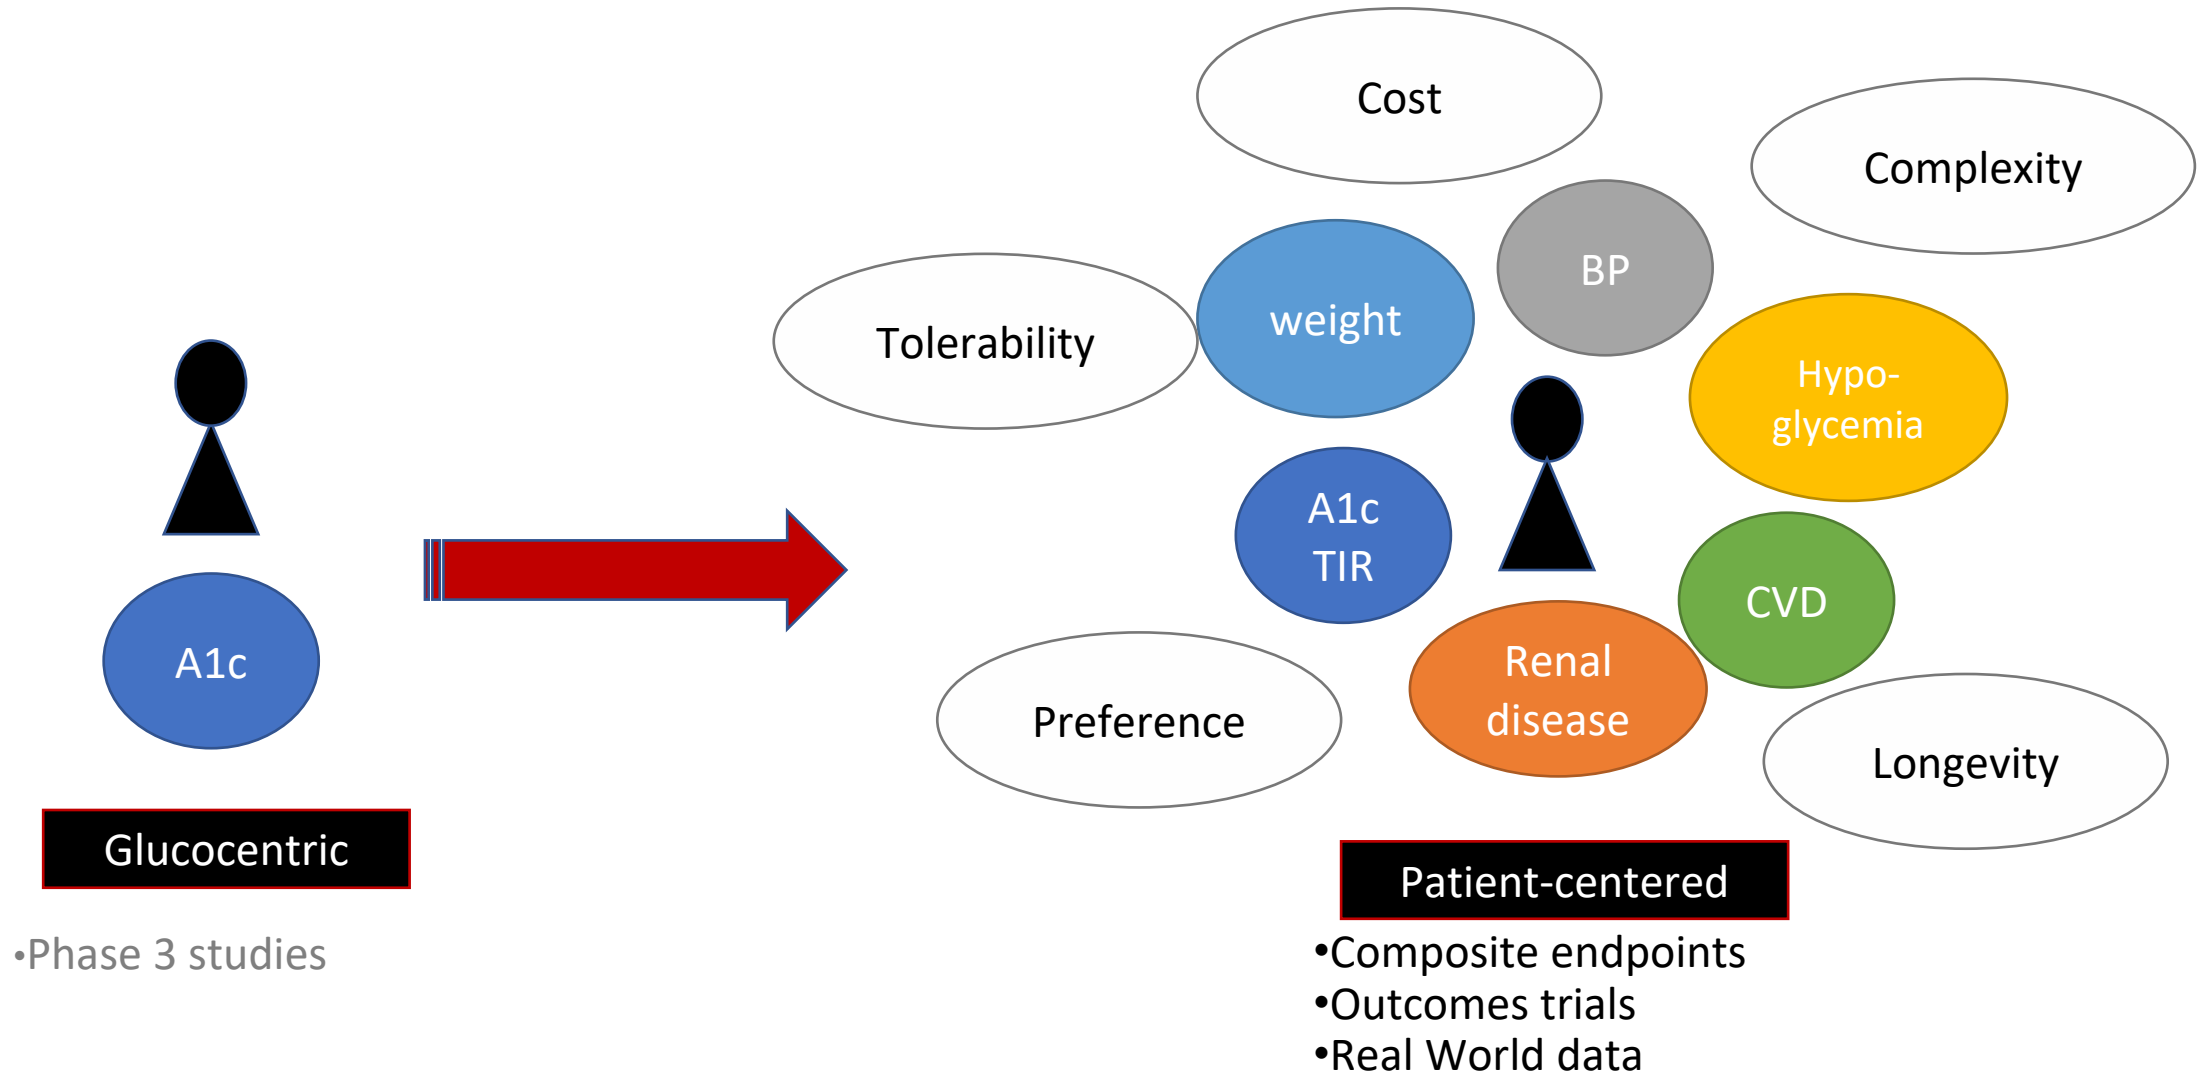 A1c
Glucocentric
•Phase 3 studies
Cost
Complexity
BP
weight
Tolerability
Hypo-
glycemia
A1c
TIR
CVD
Renal
disease
Preference
Longevity
Patient-centered
•Composite endpoints
•Outcomes trials
•Real World data